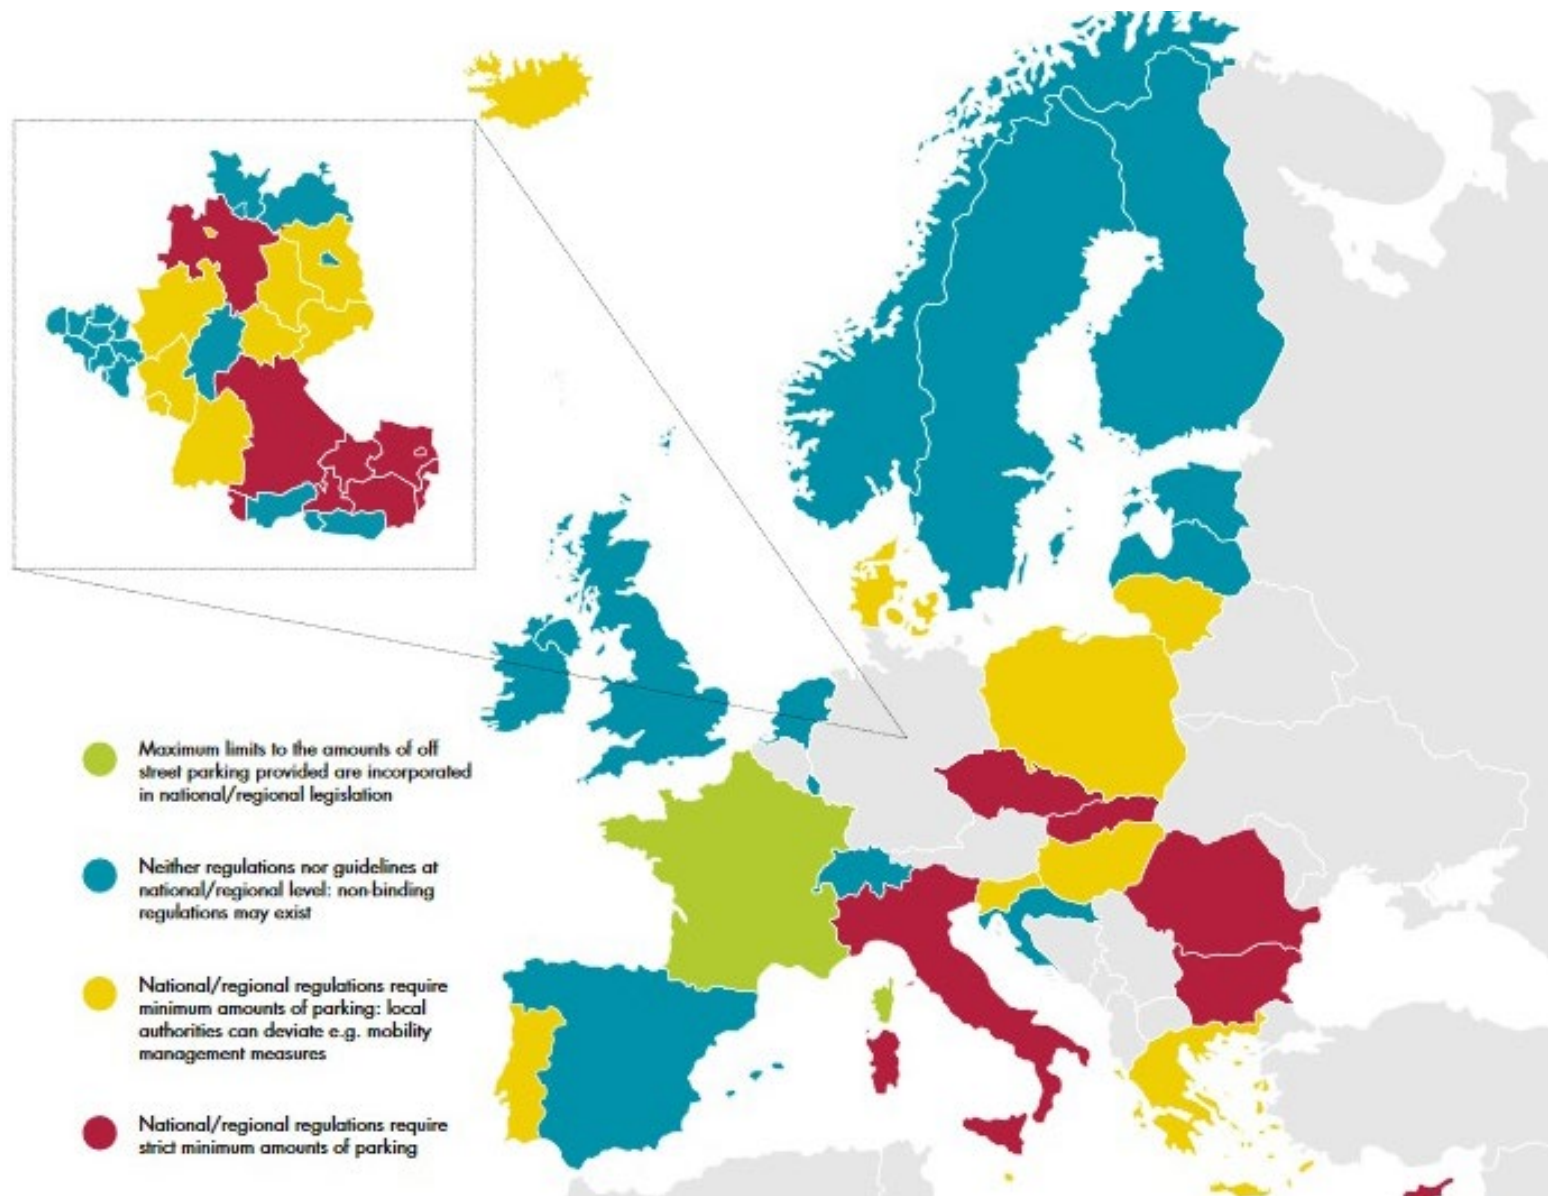 Maximum limits to the amounts of off
street parking provided are incorporated
in national/regional legislation
Neither regulations nor guidelines at
national/regional level: non-binding
regulations may exist
National/regional regulations require
minimum amounts of parking: local
authorities can deviate e.g. mobility
management measures
National/regional regulations require
strict minimum amounts of parking